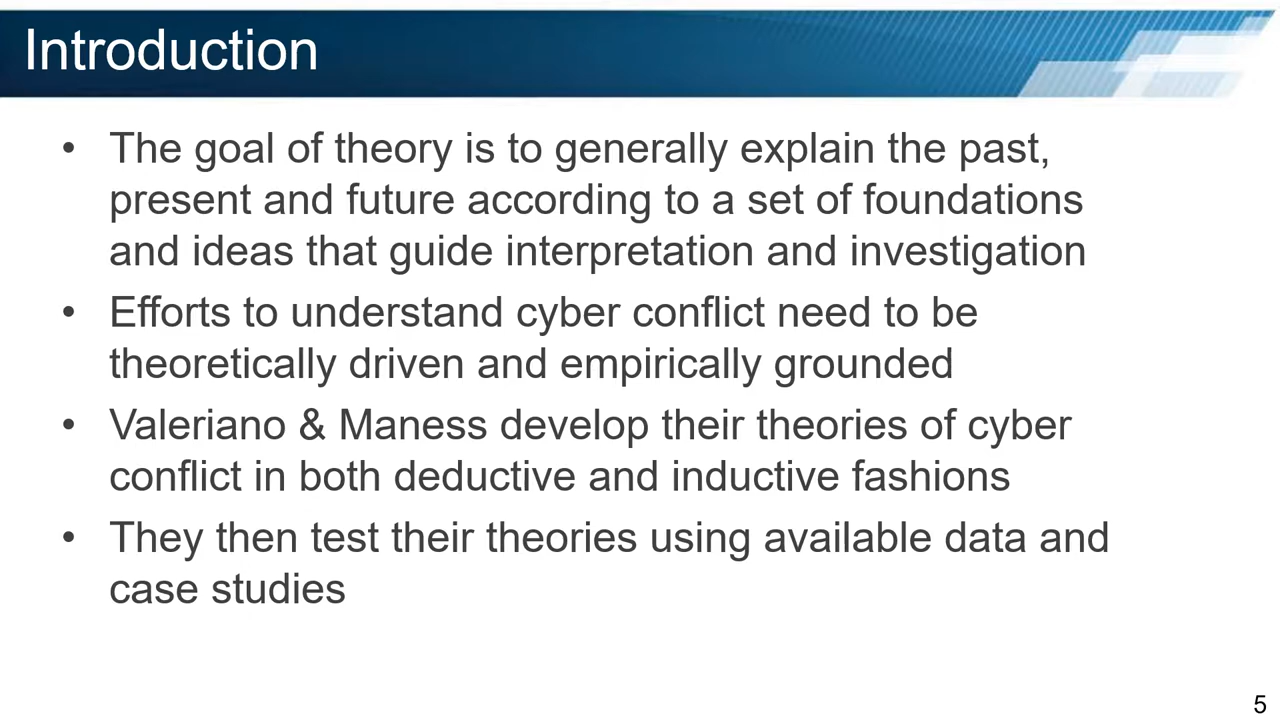 Introduction
• The goal of theory is to generally explain the past,
present and future according to a set of foundations
and ideas that guide interpretation and investigation
• Efforts to understand cyber conflict need to be
theoretically driven and empirically grounded
• Valeriano & Maness develop their theories of cyber
conflict in both deductive and inductive fashions
• They then test their theories using available data and
case studies
5